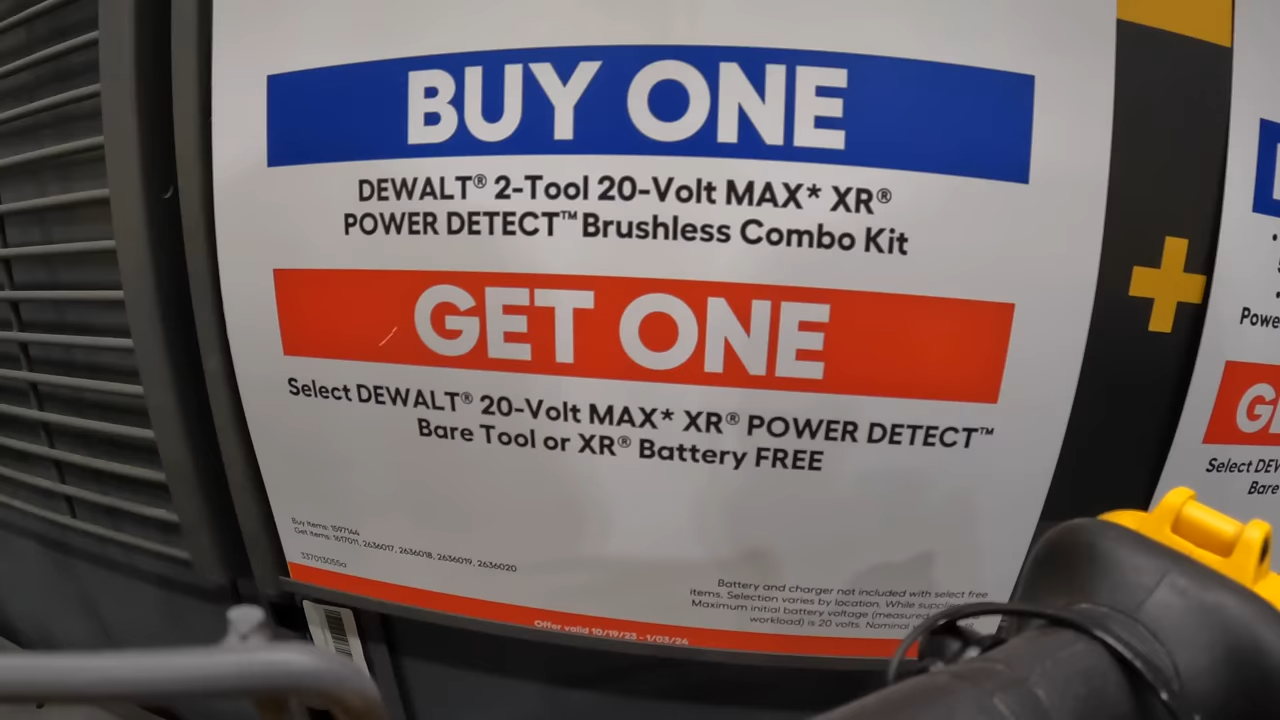 BUY ONE
DEWALT® 2-Tool 20-Volt MAX* XR®
POWER DETECT™ Brushless Combo Kit
GET ONE
Select DEWALT® 20-Volt MAX* XR® POWER DETECT™
Bare Tool or XR® Battery FREE
Buy Items: 1597144
Get Items: 1617011, 2636017, 2636018, 2636019, 2636020
337013055a
Battery and charger not included with select free
items. Selection varies by location. While
Maximum initial battery voltage (measured
workload) is 20 volts. Nominal
Offer valid 10/19/23 - 1/03/24
Powe
G
Select DEW
Bare